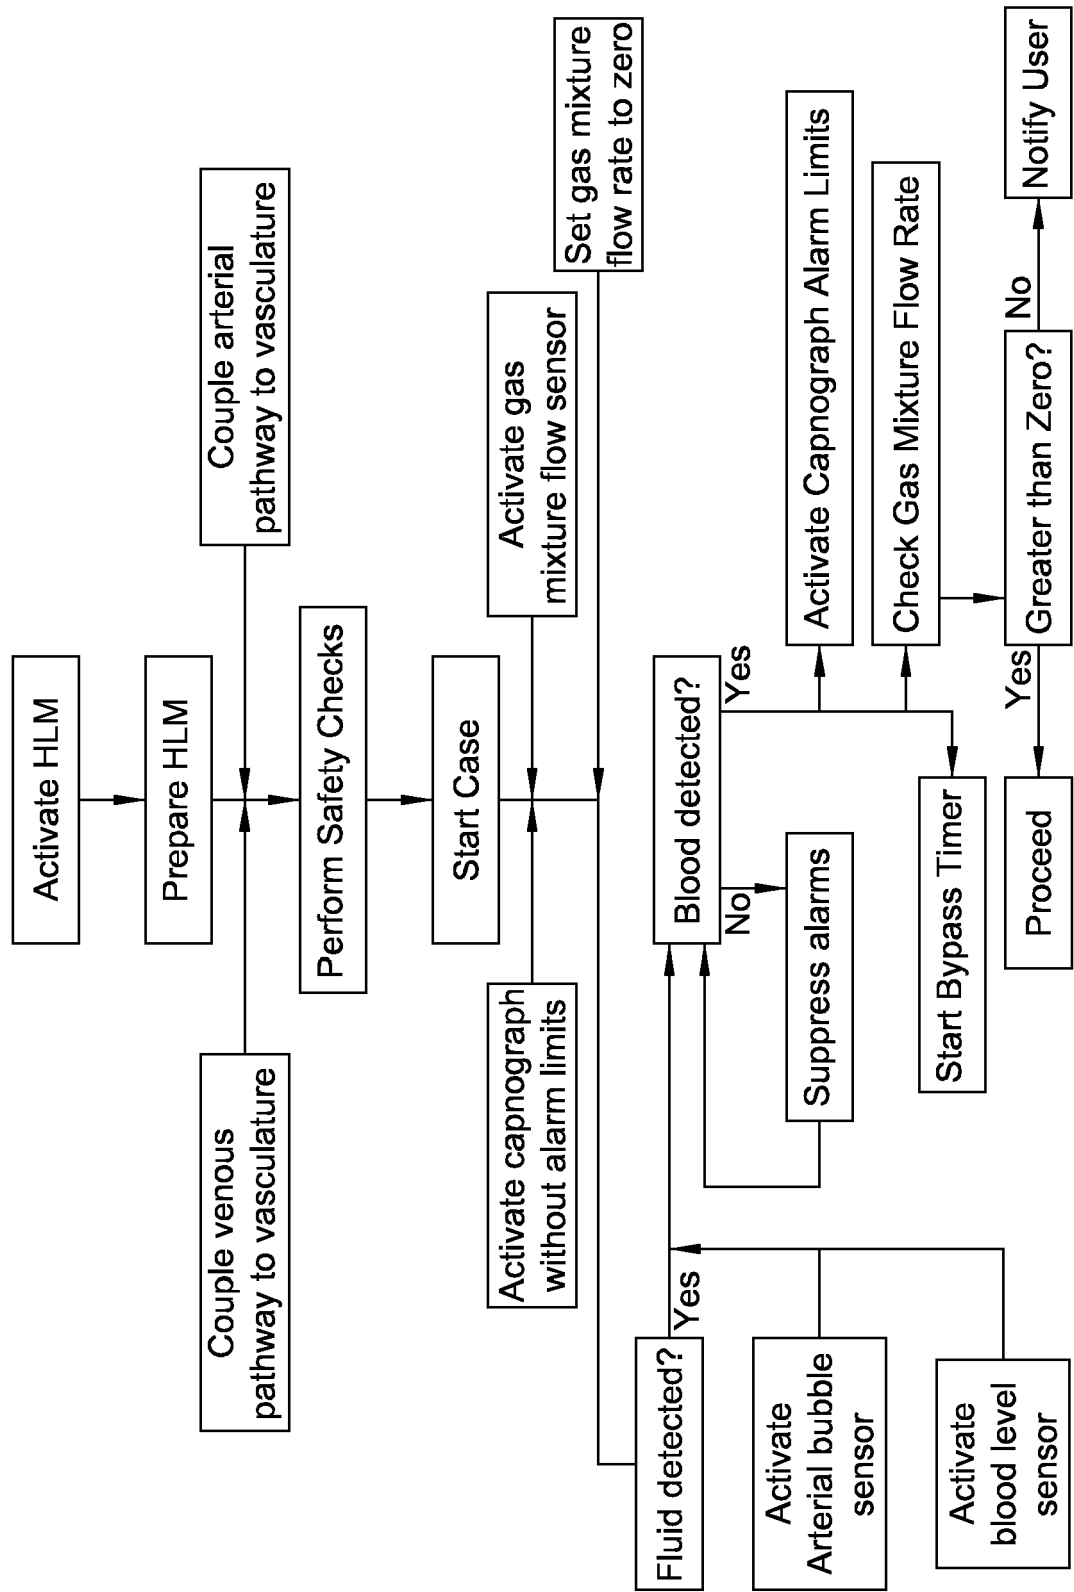 Activate HLM
Prepare HLM
Couple venous
pathway to vasculature
Couple arterial
pathway to vasculature
Perform Safety Checks
Start Case
Activate capnograph
without alarm limits
Activate gas
mixture flow sensor
Set gas mixture
flow rate to zero
Fluid detected?
Yes
Activate
Arterial bubble
sensor
Activate
blood level
sensor
Blood detected?
No
Yes
Suppress alarms
Activate Capnograph Alarm Limits
Check Gas Mixture Flow Rate
Start Bypass Timer
Greater than Zero?
Yes
No
Proceed
Notify User